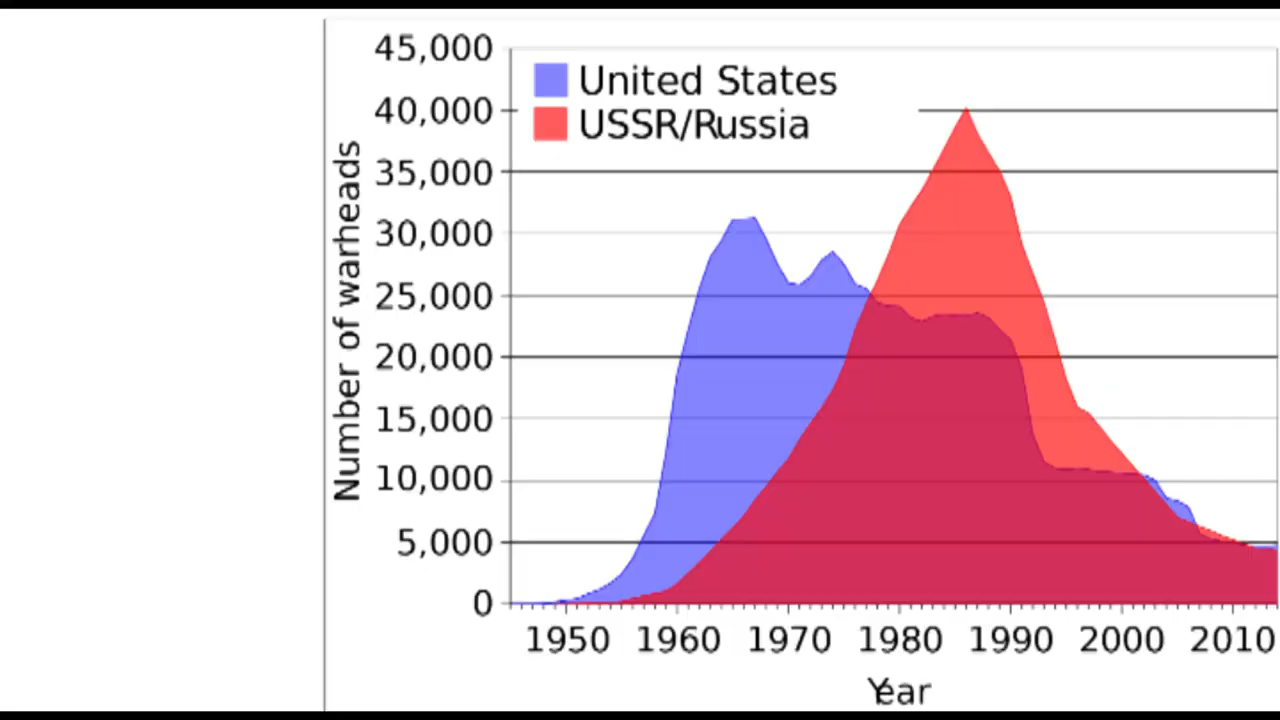 45,000
United States
40,000
USSR/Russia
35,000
30,000
25,000
20,000
15,000
10,000
5,000
0
Number of warheads
1950 1960 1970 1980 1990 2000 2010
Year